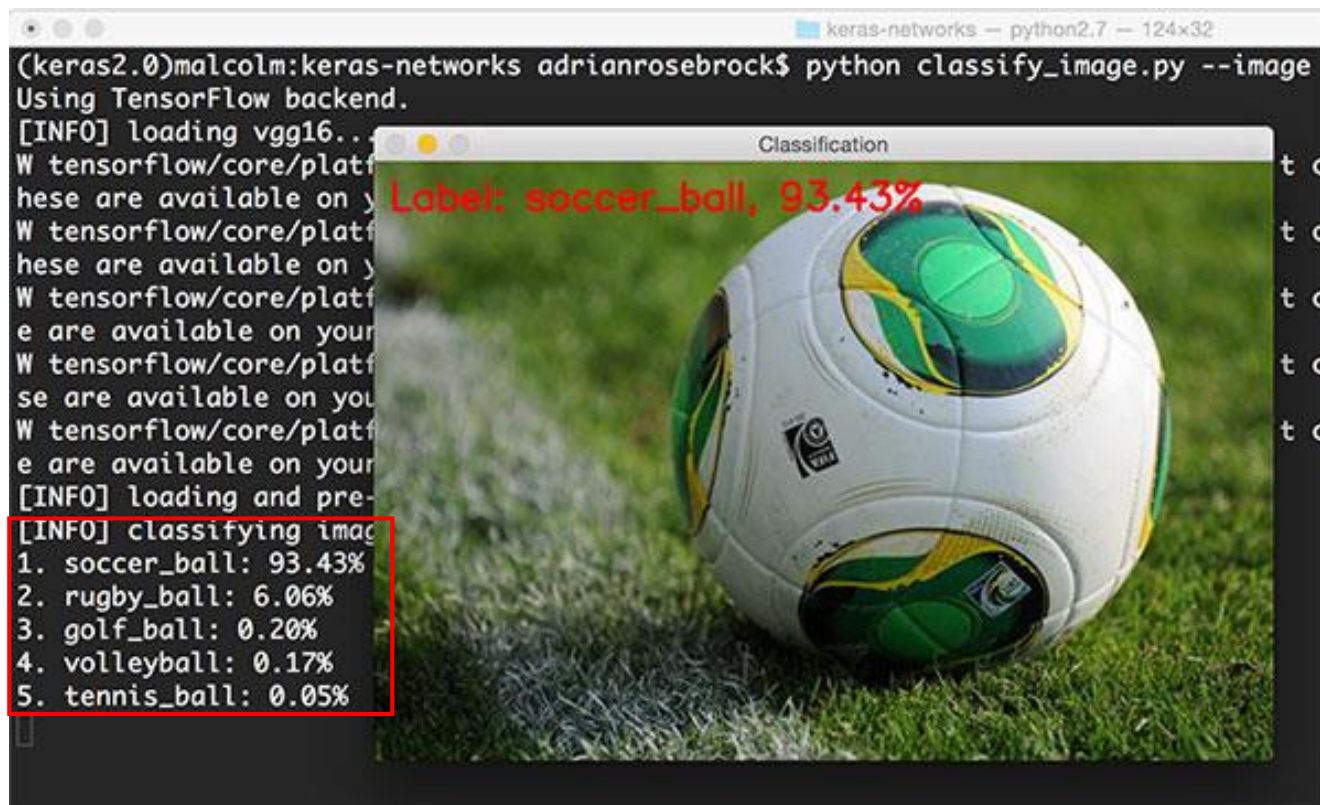 keras-networks — python2.7 — 124×32
(keras2.0)malcolm:keras-networks adrianrosebrock$ python classify_image.py --image
Using TensorFlow backend.
[INFO] loading vgg16...
Classification
W tensorflow/core/platf
t c
hese are available on y
Label: soccer_ball, 93.43%
W tensorflow/core/platf
t c
hese are available on y
W tensorflow/core/platf
t c
e are available on your
W tensorflow/core/platf
t c
se are available on you
W tensorflow/core/platf
t c
e are available on your
[INFO] loading and pre-
[INFO] classifying imag
1. soccer_ball: 93.43%
2. rugby_ball: 6.06%
3. golf_ball: 0.20%
4. volleyball: 0.17%
5. tennis_ball: 0.05%
FIFA